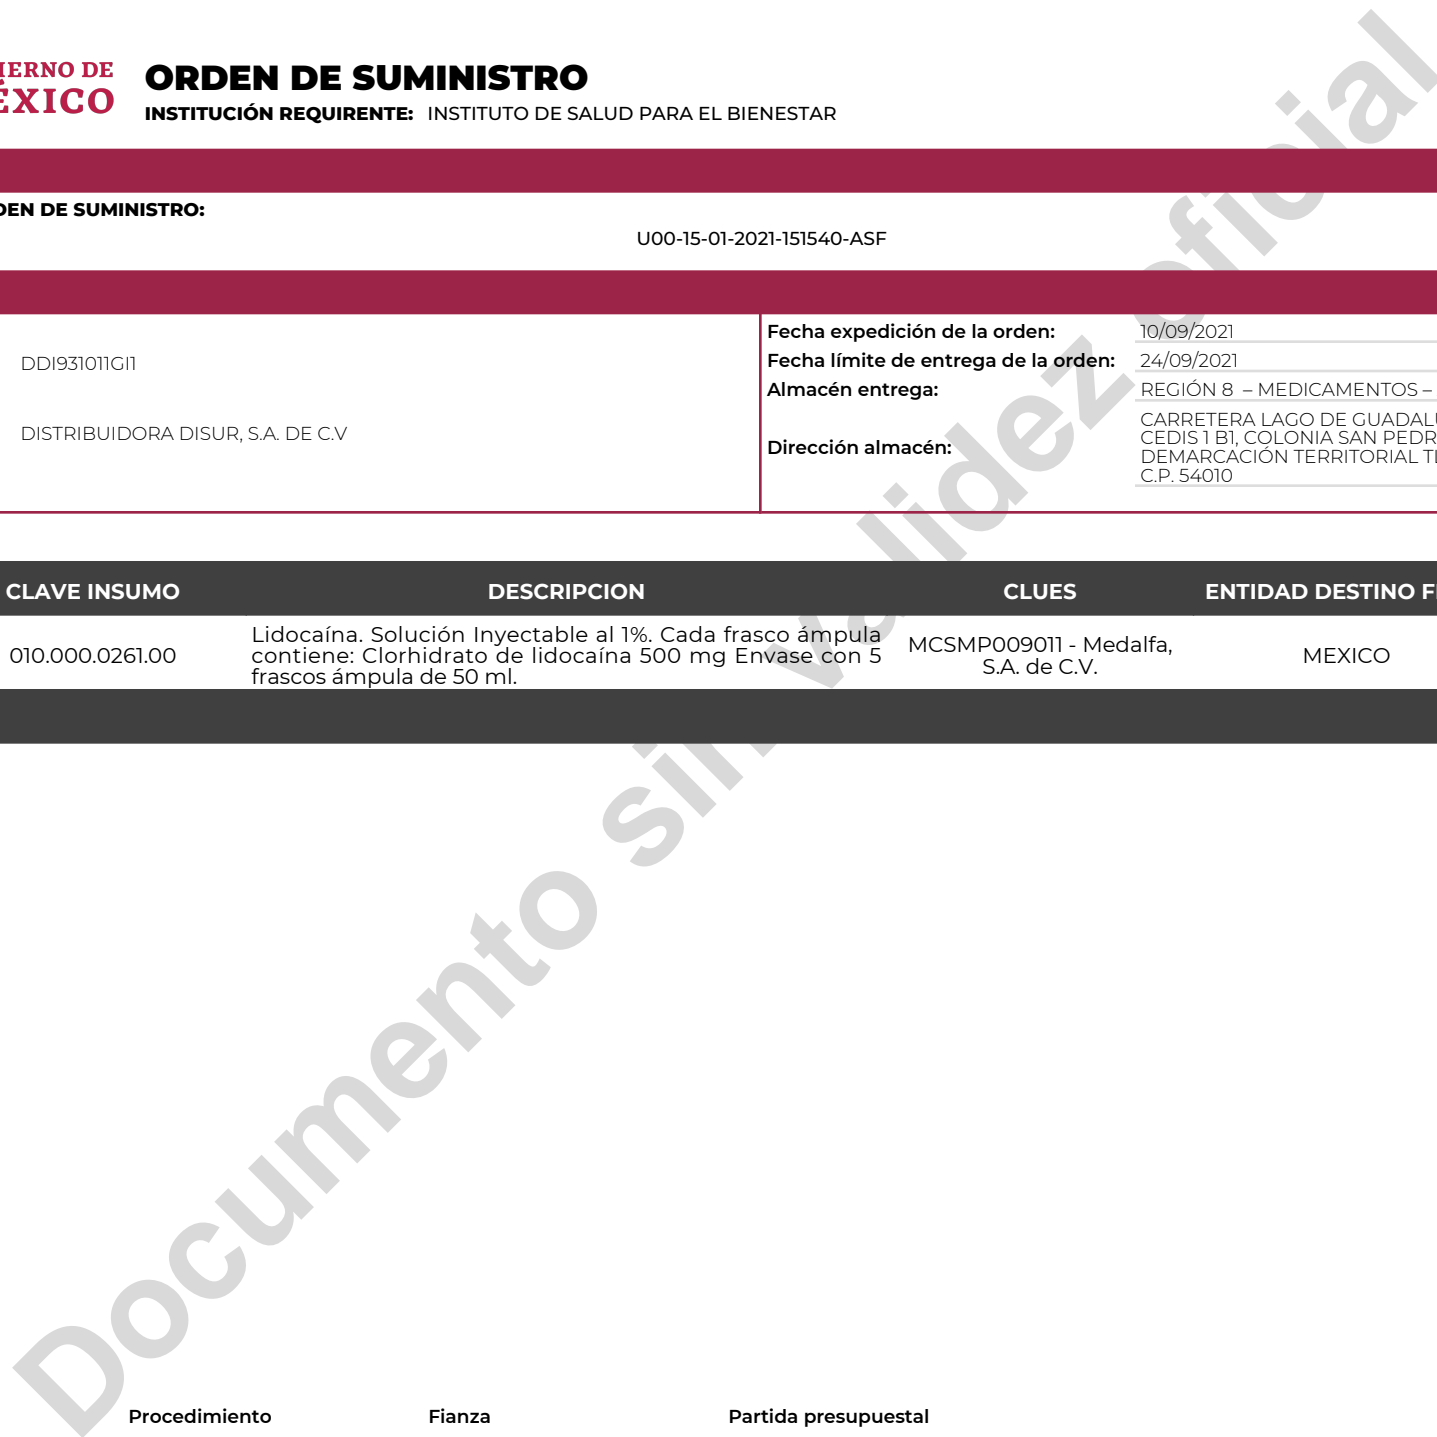 IERNO DE
ÉXICO
ORDEN DE SUMINISTRO
INSTITUCIÓN REQUIRENTE: INSTITUTO DE SALUD PARA EL BIENESTAR
DEN DE SUMINISTRO:
U00-15-01-2021-151540-ASF
DDI931011GI1
DISTRIBUIDORA DISUR, S.A. DE C.V
Fecha expedición de la orden: 10/09/2021
Fecha límite de entrega de la orden: 24/09/2021
Almacén entrega: REGIÓN 8 – MEDICAMENTOS –
Dirección almacén:
CARRETERA LAGO DE GUADALU
CEDIS 1 B1, COLONIA SAN PEDR
DEMARCACIÓN TERRITORIAL TL
C.P. 54010
CLAVE INSUMO DESCRIPCION CLUES ENTIDAD DESTINO F
010.000.0261.00
Lidocaína. Solución Inyectable al 1%. Cada frasco ámpula
contiene: Clorhidrato de lidocaína 500 mg Envase con 5
frascos ámpula de 50 ml.
MCSMP009011 - Medalfa,
S.A. de C.V.
MEXICO
Documento sin validez oficial
Procedimiento Fianza Partida presupuestal